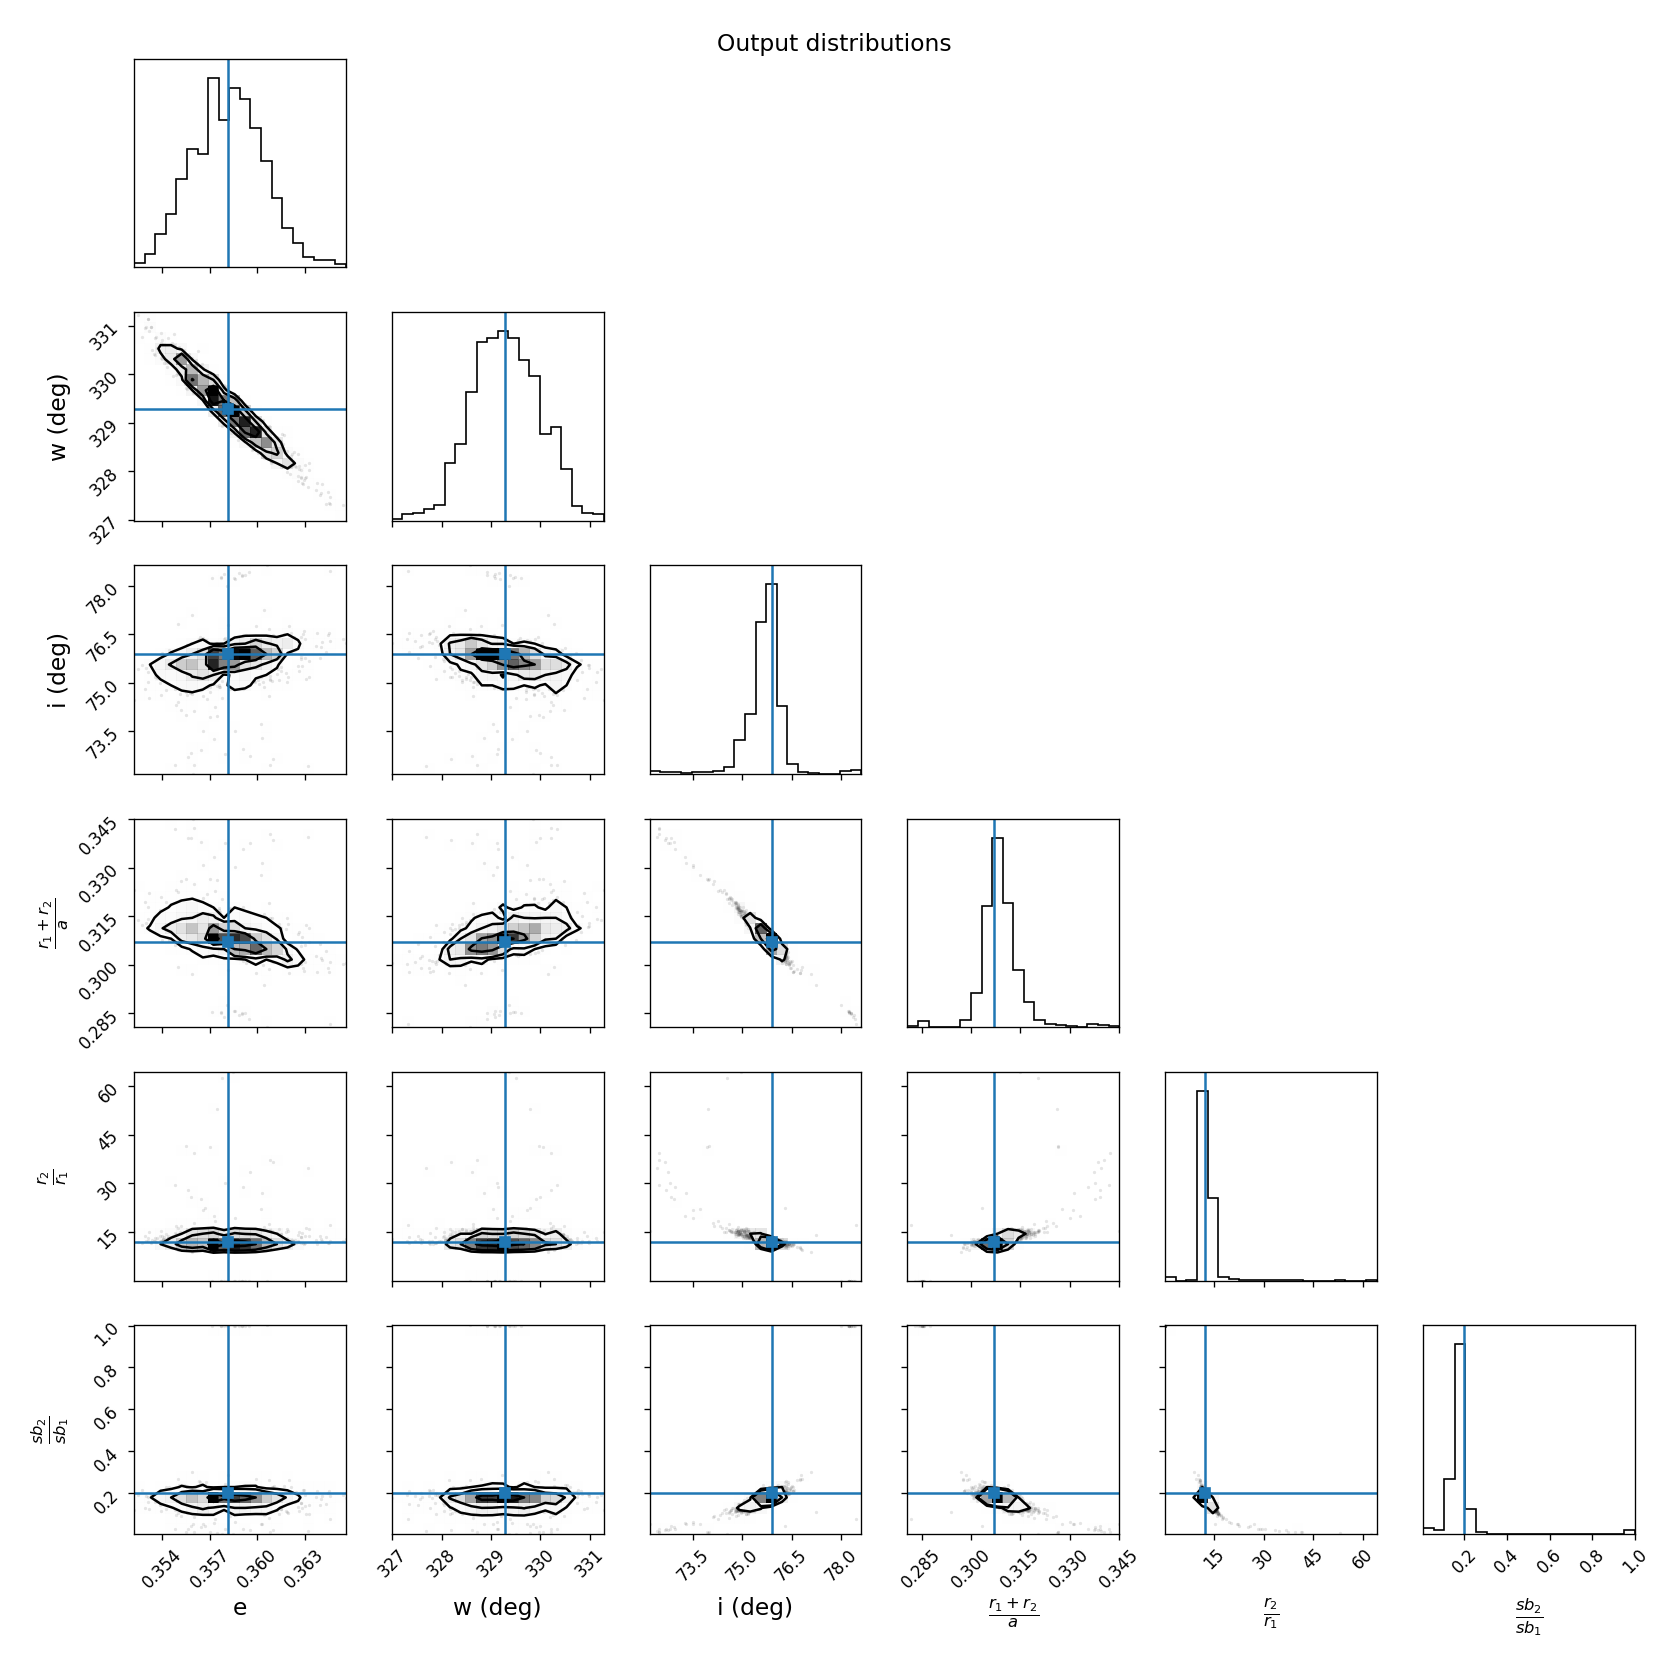 Output distributions
w (deg)
331
330
329
328
327
i (deg)
78.0
76.5
75.0
73.5
r₁ + r₂
a
0.345
0.330
0.315
0.300
0.285
r₂
r₁
60
45
30
15
sb₂
sb₁
1.0
0.8
0.6
0.4
0.2
0.354 0.357 0.360 0.363
327 328 329 330 331
73.5 75.0 76.5 78.0
0.285 0.300 0.315 0.330 0.345
15 30 45 60
0.2 0.4 0.6 0.8 1.0
e
w (deg)
i (deg)
r₁ + r₂
a
r₂
r₁
sb₂
sb₁